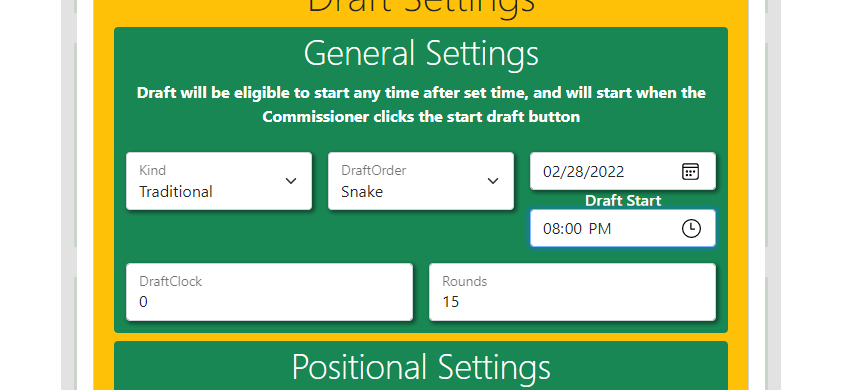 Draft Settings
General Settings
Draft will be eligible to start any time after set time, and will start when the
Commissioner clicks the start draft button
Kind
Traditional
DraftOrder
Snake
02/28/2022
Draft Start
08:00 PM
DraftClock
0
Rounds
15
Positional Settings